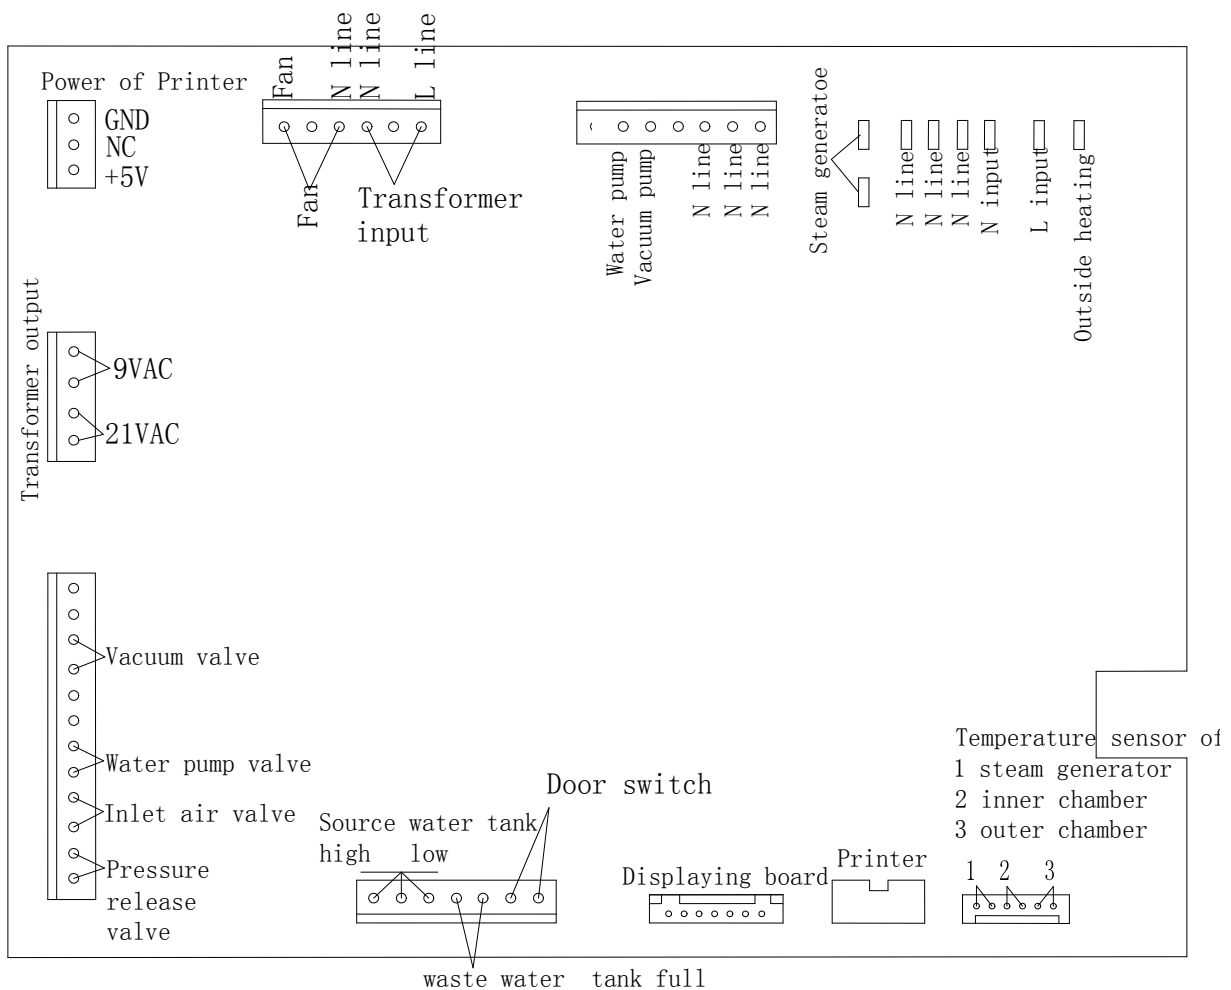 Power of Printer
GND
NC
+5V
Fan
N line
N line
L line
Fan
Transformer
input
Water pump
Vacuum pump
N line
N line
N line
Steam generatoe
N line
N line
N line
N input
L input
Outside heating
Transformer output
9VAC
21VAC
Vacuum valve
Water pump valve
Inlet air valve
Pressure
release
valve
Source water tank
high low
Door switch
waste water tank full
Displaying board
Printer
Temperature sensor of
1 steam generator
2 inner chamber
3 outer chamber
1 2 3